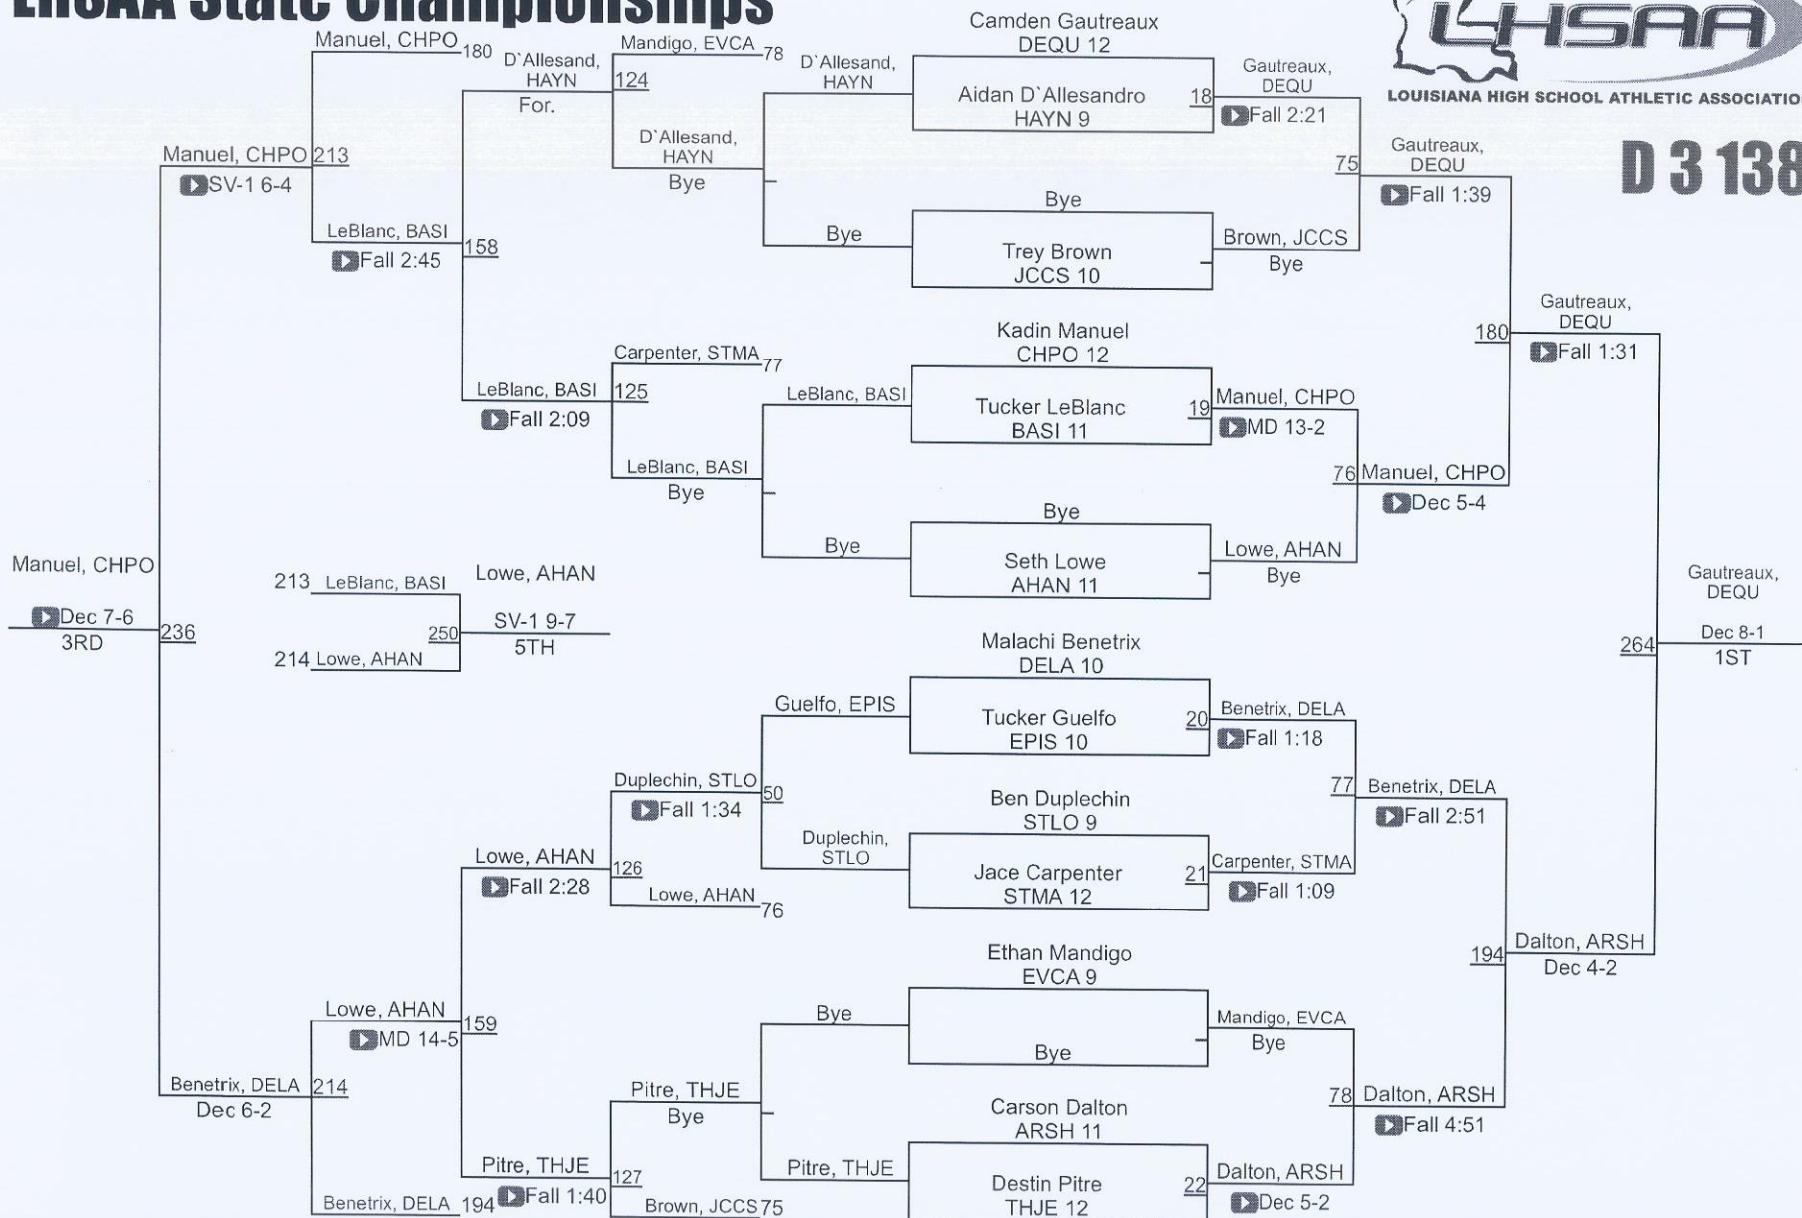 LHSAA State Championships
LHSAA
LOUISIANA HIGH SCHOOL ATHLETIC ASSOCIATIO
D 3 138
Manuel, CHPO
180
D`Allesand,
HAYN
For.
Mandigo, EVCA
78
124
D`Allesand,
HAYN
Bye
D`Allesand,
HAYN
Bye
Camden Gautreaux
DEQU 12
Aidan D`Allesandro
HAYN 9
18
Gautreaux,
DEQU
Fall 2:21
Bye
Trey Brown
JCCS 10
Brown, JCCS
Bye
75
Gautreaux,
DEQU
Fall 1:39
Manuel, CHPO
213
SV-1 6-4
LeBlanc, BASI
Fall 2:45
158
LeBlanc, BASI
Fall 2:09
Carpenter, STMA
77
125
LeBlanc, BASI
Bye
LeBlanc, BASI
Bye
Kadin Manuel
CHPO 12
Tucker LeBlanc
BASI 11
19
Manuel, CHPO
MD 13-2
Bye
Seth Lowe
AHAN 11
Lowe, AHAN
Bye
76
Manuel, CHPO
Dec 5-4
180
Gautreaux,
DEQU
Fall 1:31
Manuel, CHPO
Dec 7-6
3RD
236
213 LeBlanc, BASI
214 Lowe, AHAN
250
Lowe, AHAN
SV-1 9-7
5TH
264
Gautreaux,
DEQU
Dec 8-1
1ST
Guelfo, EPIS
Malachi Benetrix
DELA 10
Tucker Guelfo
EPIS 10
20
Benetrix, DELA
Fall 1:18
Duplechin, STLO
Fall 1:34
50
Duplechin,
STLO
Ben Duplechin
STLO 9
Jace Carpenter
STMA 12
21
Carpenter, STMA
Fall 1:09
77
Benetrix, DELA
Fall 2:51
Lowe, AHAN
Fall 2:28
126
Lowe, AHAN
76
Lowe, AHAN
MD 14-5
159
Benetrix, DELA
Dec 6-2
214
Benetrix, DELA
194
Pitre, THJE
Fall 1:40
Pitre, THJE
Bye
127
Brown, JCCS
75
Bye
Pitre, THJE
Ethan Mandigo
EVCA 9
Bye
Mandigo, EVCA
Bye
Carson Dalton
ARSH 11
Destin Pitre
THJE 12
22
Dalton, ARSH
Dec 5-2
78
Dalton, ARSH
Fall 4:51
194
Dalton, ARSH
Dec 4-2